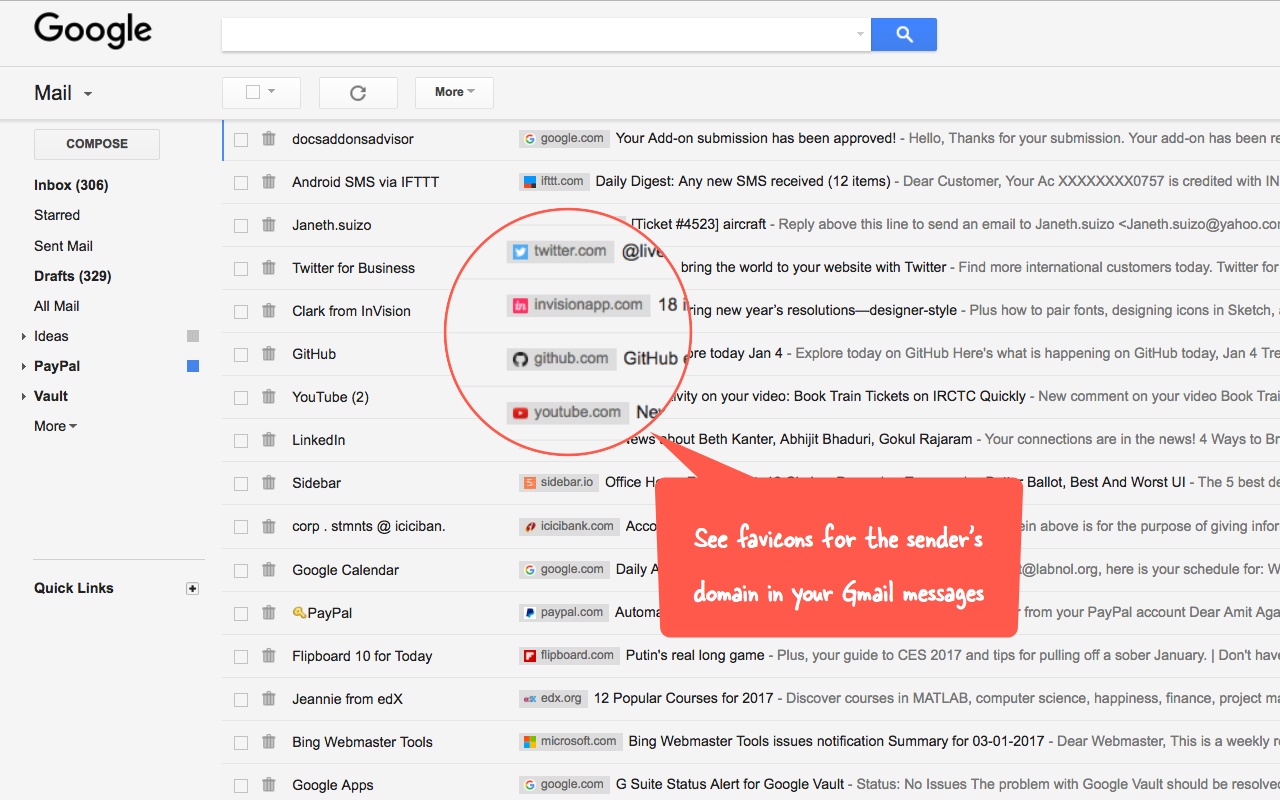 Google
Mail
More
COMPOSE
Inbox (306)
Starred
Sent Mail
Drafts (329)
All Mail
Ideas
PayPal
Vault
More
Quick Links
docsaddonsadvisor google.com Your Add-on submission has been approved! - Hello, Thanks for your submission. Your add-on has been re
Android SMS via IFTTT ifttt.com Daily Digest: Any new SMS received (12 items) - Dear Customer, Your Ac XXXXXXXX0757 is credited with IN
Janeth.suizo [Ticket #4523] aircraft - Reply above this line to send an email to Janeth.suizo <Janeth.suizo@yahoo.con
Twitter for Business twitter.com @live bring the world to your website with Twitter - Find more international customers today. Twitter for
Clark from InVision invisionapp.com 18 i ring new year's resolutions—designer-style - Plus how to pair fonts, designing icons in Sketch, a
GitHub github.com GitHub e ore today Jan 4 - Explore today on GitHub Here's what is happening on GitHub today, Jan 4 Tre
YouTube (2) youtube.com New ivity on your video: Book Train Tickets on IRCTC Quickly - New comment on your video Book Train
LinkedIn News about Beth Kanter, Abhijit Bhaduri, Gokul Rajaram - Your connections are in the news! 4 Ways to Br
Sidebar sidebar.io Office H Ballot, Best And Worst UI - The 5 best de
corp . stmnts @ iciciban. icicibank.com Acco ein above is for the purpose of giving infor
Google Calendar google.com Daily A @labnol.org, here is your schedule for: W
PayPal paypal.com Automa r from your PayPal account Dear Amit Aga
Flipboard 10 for Today flipboard.com Putin's real long game - Plus, your guide to CES 2017 and tips for pulling off a sober January. | Don't have
Jeannie from edX edx.org 12 Popular Courses for 2017 - Discover courses in MATLAB, computer science, happiness, finance, project ma
Bing Webmaster Tools microsoft.com Bing Webmaster Tools issues notification Summary for 03-01-2017 - Dear Webmaster, This is a weekly r
Google Apps google.com G Suite Status Alert for Google Vault - Status: No Issues The problem with Google Vault should be resolved
See favicons for the sender's
domain in your Gmail messages